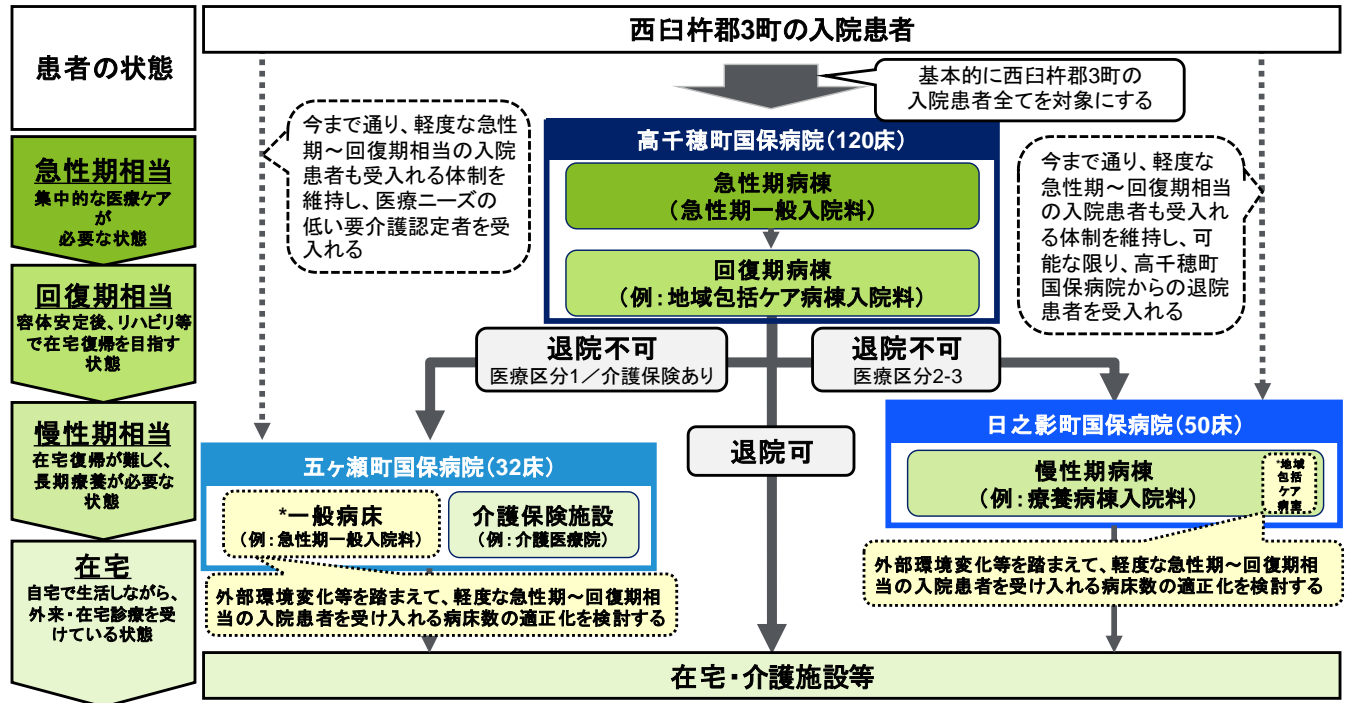 西臼杵郡3町の入院患者
患者の状態
基本的に西臼杵郡3町の
入院患者全てを対象にする
急性期相当
集中的な医療ケア
が
必要な状態
回復期相当
容体安定後、リハビリ等
で在宅復帰を目指す
状態
慢性期相当
在宅復帰が難しく、
長期療養が必要な
状態
在宅
自宅で生活しながら、
外来・在宅診療を受
けている状態
今まで通り、軽度な急性
期～回復期相当の入院
患者も受入れる体制を
維持し、医療ニーズの
低い要介護認定者を受
入れる
高千穂町国保病院(120床)
急性期病棟
(急性期一般入院料)
回復期病棟
(例:地域包括ケア病棟入院料)
今まで通り、軽度な
急性期～回復期相当
の入院患者も受入れ
る体制を維持し、可
能な限り、高千穂町
国保病院からの退院
患者を受入れる
退院不可
医療区分1／介護保険あり
退院不可
医療区分2-3
退院可
五ヶ瀬町国保病院(32床)
*一般病床
(例:急性期一般入院料)
介護保険施設
(例:介護医療院)
外部環境変化等を踏まえて、軽度な急性期～回復期相
当の入院患者を受け入れる病床数の適正化を検討する
日之影町国保病院(50床)
慢性期病棟
(例:療養病棟入院料)
*地域
包括
ケア
病室
外部環境変化等を踏まえて、軽度な急性期～回復期相
当の入院患者を受け入れる病床数の適正化を検討する
在宅・介護施設等